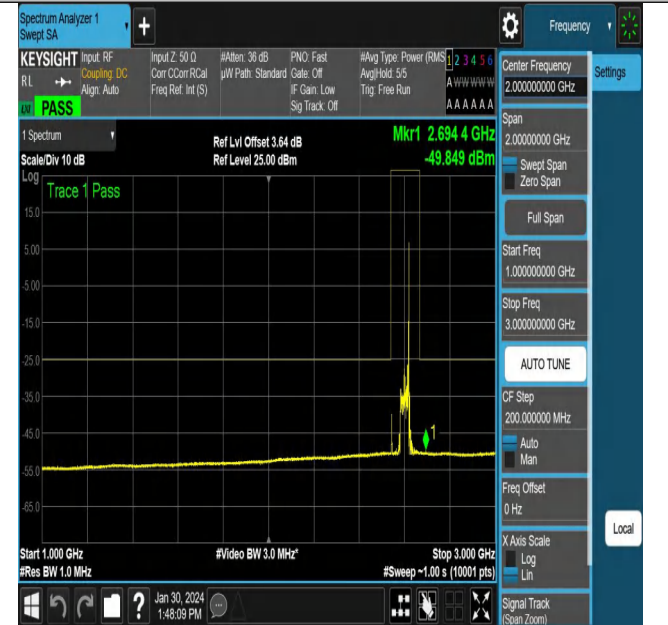 Spectrum Analyzer 1
Swept SA
+
Frequency
KEYSIGHT
RL
LXI PASS
Input: RF
Coupling: DC
Align: Auto
Input Z: 50 Ω
Corr CCorr RCal
Freq Ref: Int (S)
#Atten: 36 dB
µW Path: Standard
PNO: Fast
Gate: Off
IF Gain: Low
Sig Track: Off
#Avg Type: Power (RMS
Avg|Hold: 5/5
Trig: Free Run
1 2 3 4 5 6
A W W W W W
A A A A A A
1 Spectrum
Scale/Div 10 dB
Ref Lvl Offset 3.64 dB
Ref Level 25.00 dBm
Mkr1 2.694 4 GHz
-49.849 dBm
Log
Trace 1 Pass
15.0
5.00
-5.00
-15.0
-25.0
-35.0
-45.0
-55.0
-65.0
1
Start 1.000 GHz
#Res BW 1.0 MHz
#Video BW 3.0 MHz*
Stop 3.000 GHz
#Sweep ~1.00 s (10001 pts)
?
Jan 30, 2024
1:48:09 PM
Center Frequency
2.00000000 GHz
Settings
Span
2.00000000 GHz
Swept Span
Zero Span
Full Span
Start Freq
1.000000000 GHz
Stop Freq
3.000000000 GHz
AUTO TUNE
CF Step
200.000000 MHz
Auto
Man
Freq Offset
0 Hz
X Axis Scale
Log
Lin
Local
Signal Track
(Span Zoom)